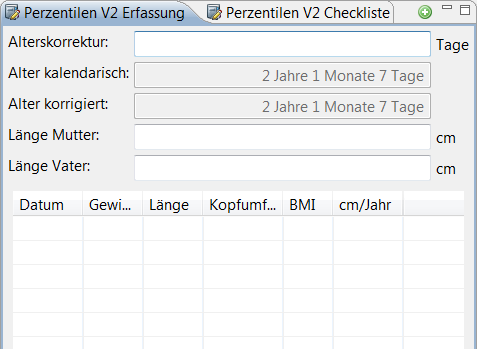 Perzentilen V2 Erfassung Perzentilen V2 Checkliste
Alterskorrektur: Tage
Alter kalendarisch: 2 Jahre 1 Monate 7 Tage
Alter korrigiert: 2 Jahre 1 Monate 7 Tage
Länge Mutter: cm
Länge Vater: cm
Datum Gewi... Länge Kopfumf... BMI cm/Jahr